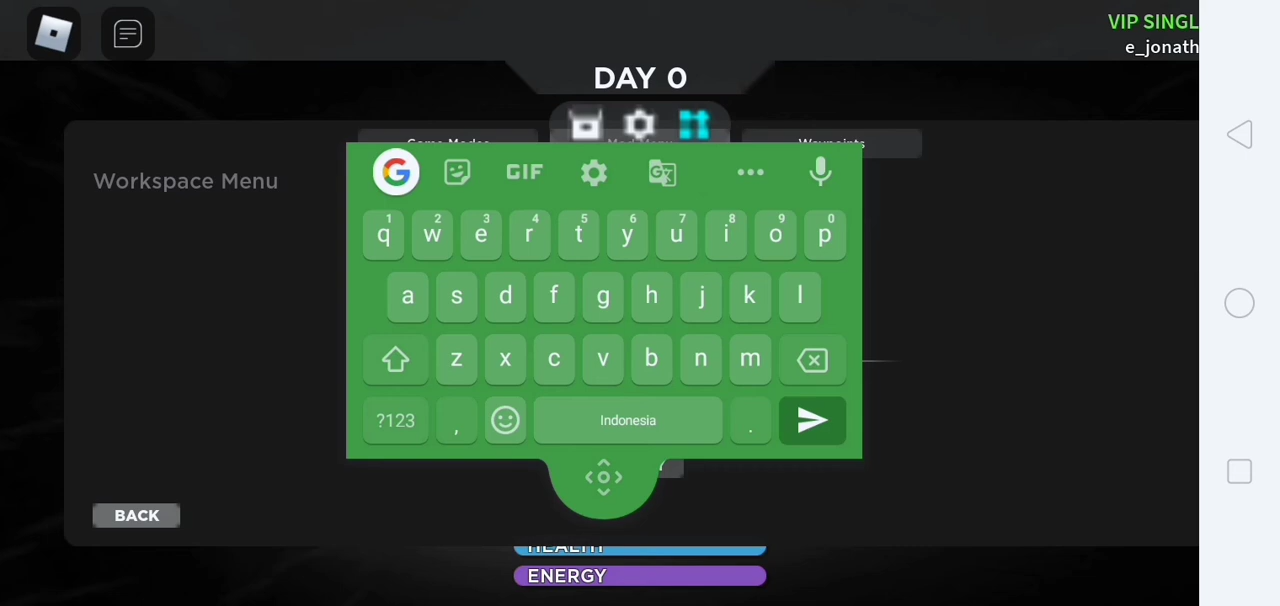 VIP SINGL
e_jonath
DAY 0
Workspace Menu
GIF
1 2 3 4 5 6 7 8 9 0
q w e r t y u i o p
a s d f g h j k l
z x c v b n m
?123 , Indonesia .
BACK
HEALTH
ENERGY